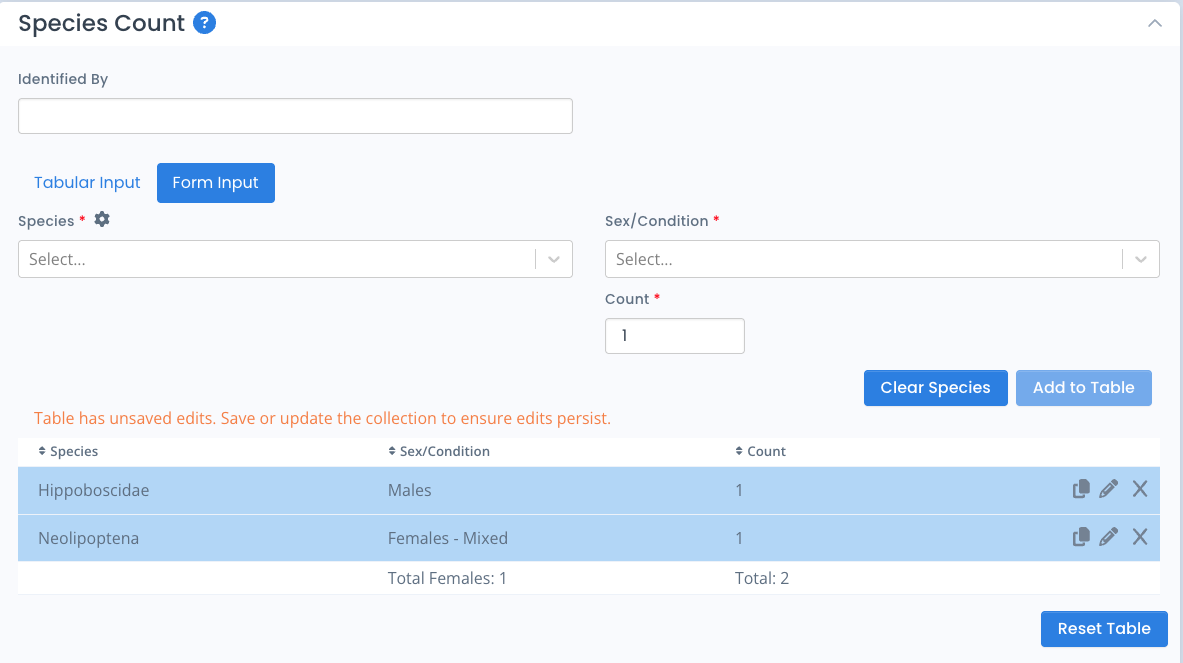 Species Count ?
Identified By
Tabular Input Form Input
Species * Sex/Condition *
Select... Select...
Count *
1
Clear Species Add to Table
Table has unsaved edits. Save or update the collection to ensure edits persist.
Species Sex/Condition Count
Hippoboscidae Males 1
Neolipoptena Females - Mixed 1
Total Females: 1 Total: 2
Reset Table